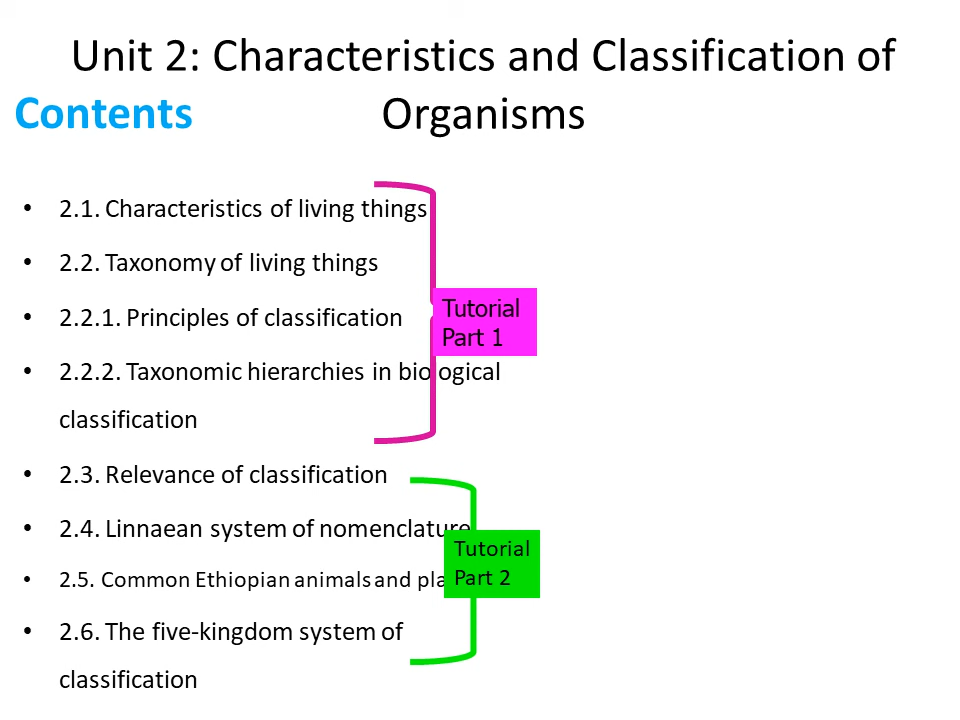 Unit 2: Characteristics and Classification of
Organisms
Contents
• 2.1. Characteristics of living things
• 2.2. Taxonomy of living things
• 2.2.1. Principles of classification
• 2.2.2. Taxonomic hierarchies in biological
classification
Tutorial
Part 1
• 2.3. Relevance of classification
• 2.4. Linnaean system of nomenclature
• 2.5. Common Ethiopian animals and
• 2.6. The five-kingdom system of
classification
Tutorial
Part 2